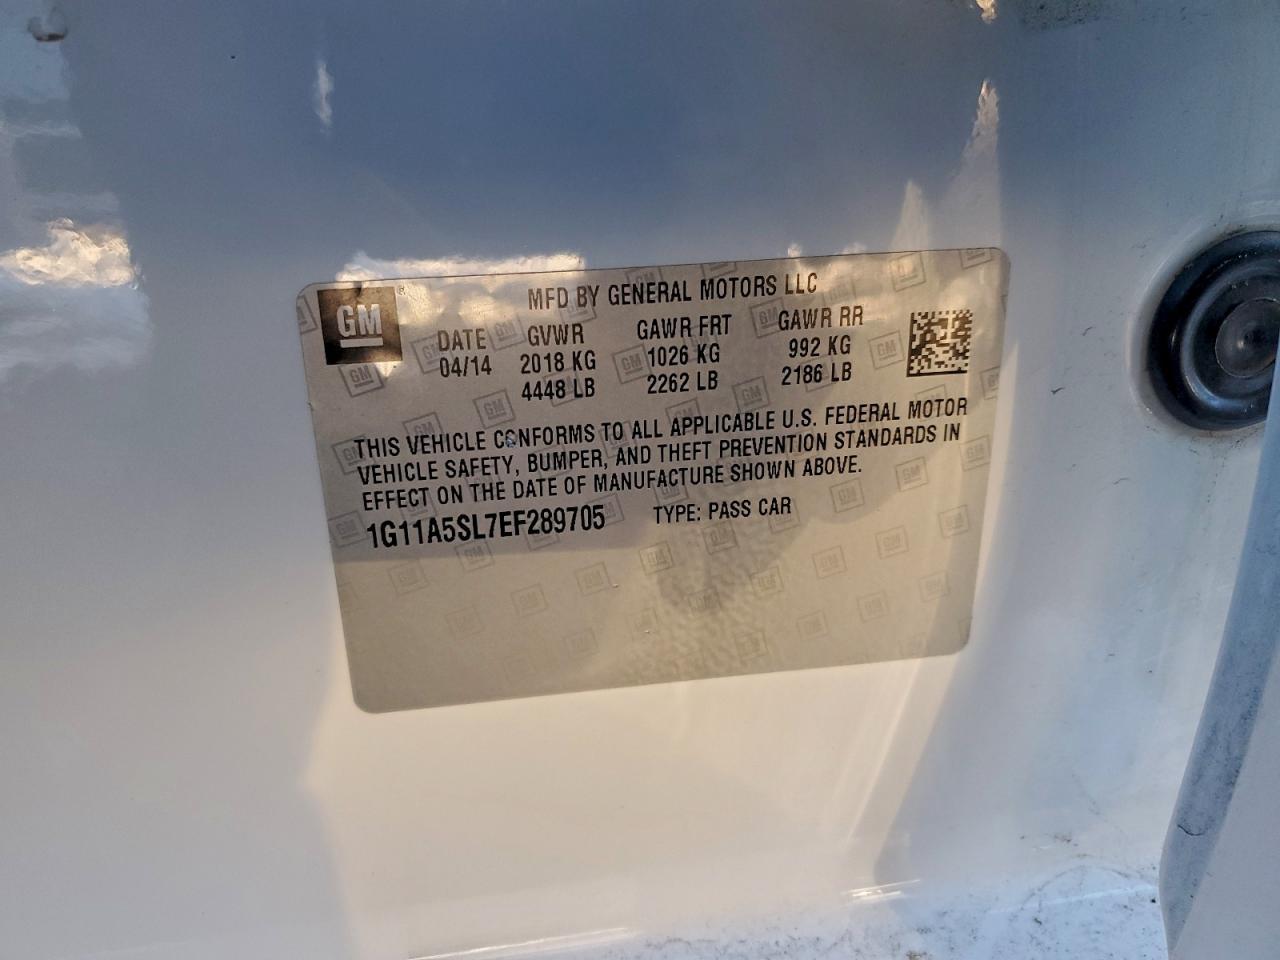 GM
MFD BY GENERAL MOTORS LLC
DATE GVWR GAWR FRT GAWR RR
04/14 2018 KG 1026 KG 992 KG
4448 LB 2262 LB 2186 LB
THIS VEHICLE CONFORMS TO ALL APPLICABLE U.S. FEDERAL MOTOR
VEHICLE SAFETY, BUMPER, AND THEFT PREVENTION STANDARDS IN
EFFECT ON THE DATE OF MANUFACTURE SHOWN ABOVE.
1G11A5SL7EF289705 TYPE: PASS CAR